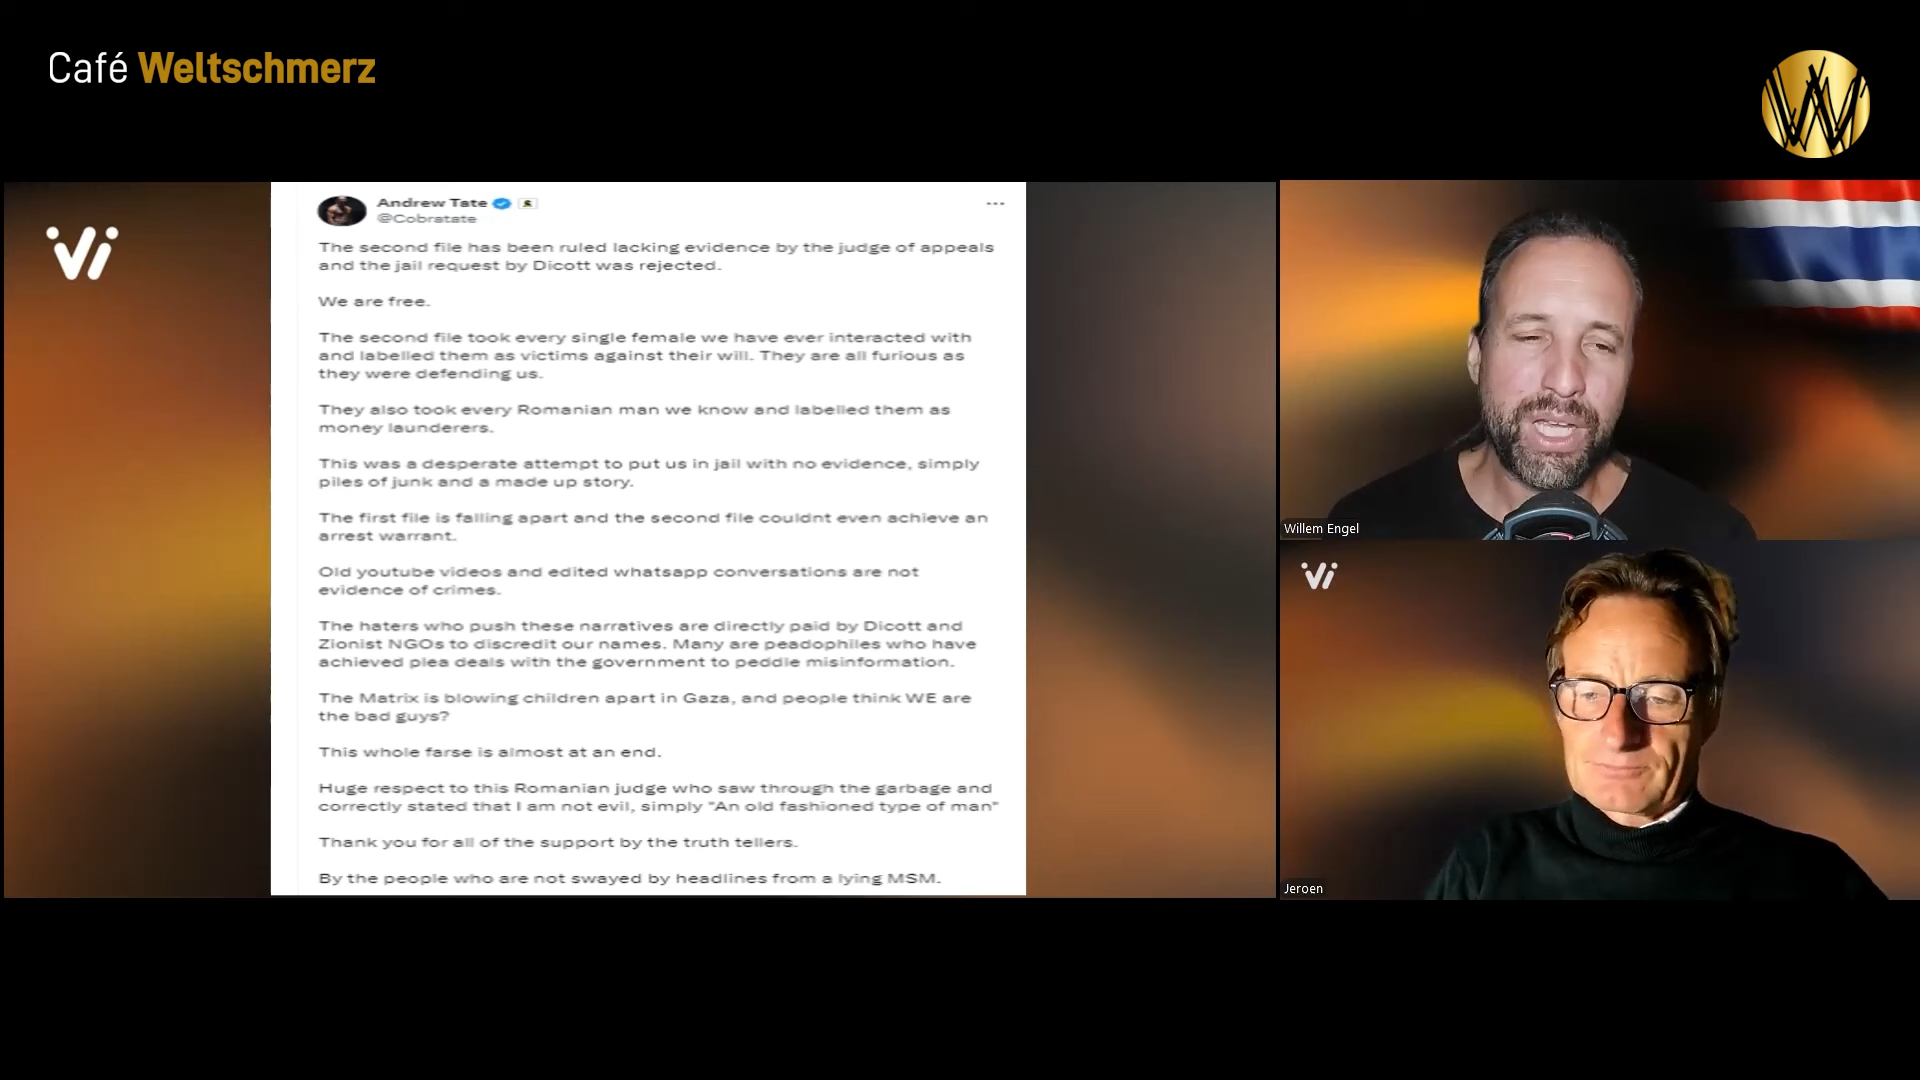 Café Weltschmerz
Andrew Tate
@Cobratate
The second file has been ruled lacking evidence by the judge of appeals
and the jail request by Dicott was rejected.
We are free.
The second file took every single female we have ever interacted with
and labelled them as victims against their will. They are all furious as
they were defending us.
They also took every Romanian man we know and labelled them as
money launderers.
This was a desperate attempt to put us in jail with no evidence, simply
piles of junk and a made up story.
The first file is falling apart and the second file couldnt even achieve an
arrest warrant.
Old youtube videos and edited whatsapp conversations are not
evidence of crimes.
The haters who push these narratives are directly paid by Dicott and
Zionist NGOs to discredit our names. Many are peadophiles who have
achieved plea deals with the government to peddle misinformation.
The Matrix is blowing children apart in Gaza, and people think WE are
the bad guys?
This whole farse is almost at an end.
Huge respect to this Romanian judge who saw through the garbage and
correctly stated that I am not evil, simply "An old fashioned type of man"
Thank you for all of the support by the truth tellers.
By the people who are not swayed by headlines from a lying MSM.
Willem Engel
Jeroen